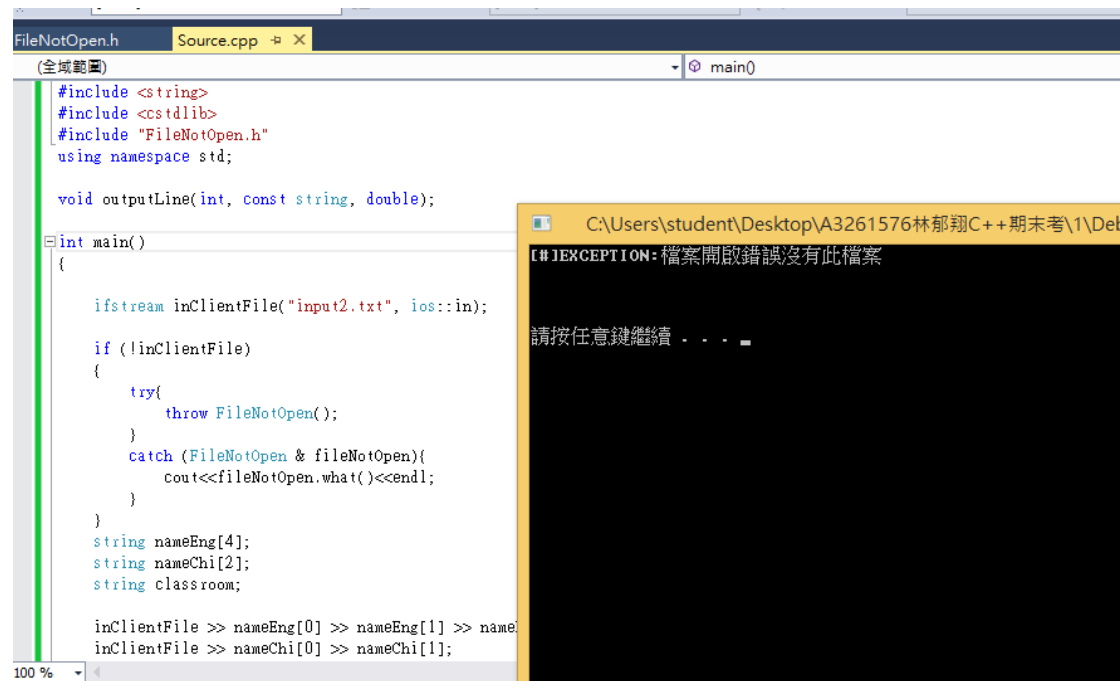 FileNotOpen.h
Source.cpp
(全域範圍)
main()
#include <string>
#include <cstdlib>
#include "FileNotOpen.h"
using namespace std;
void outputLine(int, const string, double);
int main()
{
ifstream inClientFile("input2.txt", ios::in);
if (!inClientFile)
{
try{
throw FileNotOpen();
}
catch (FileNotOpen & fileNotOpen){
cout<<fileNotOpen.what()<<endl;
}
}
string nameEng[4];
string nameChi[2];
string classroom;
inClientFile >> nameEng[0] >> nameEng[1] >> name
inClientFile >> nameChi[0] >> nameChi[1];
100 %
C:\Users\student\Desktop\A3261576林郁翔C++期末考\1\Deb
[#]EXCEPTION:檔案開啟錯誤沒有此檔案
請按任意鍵繼續 . . .